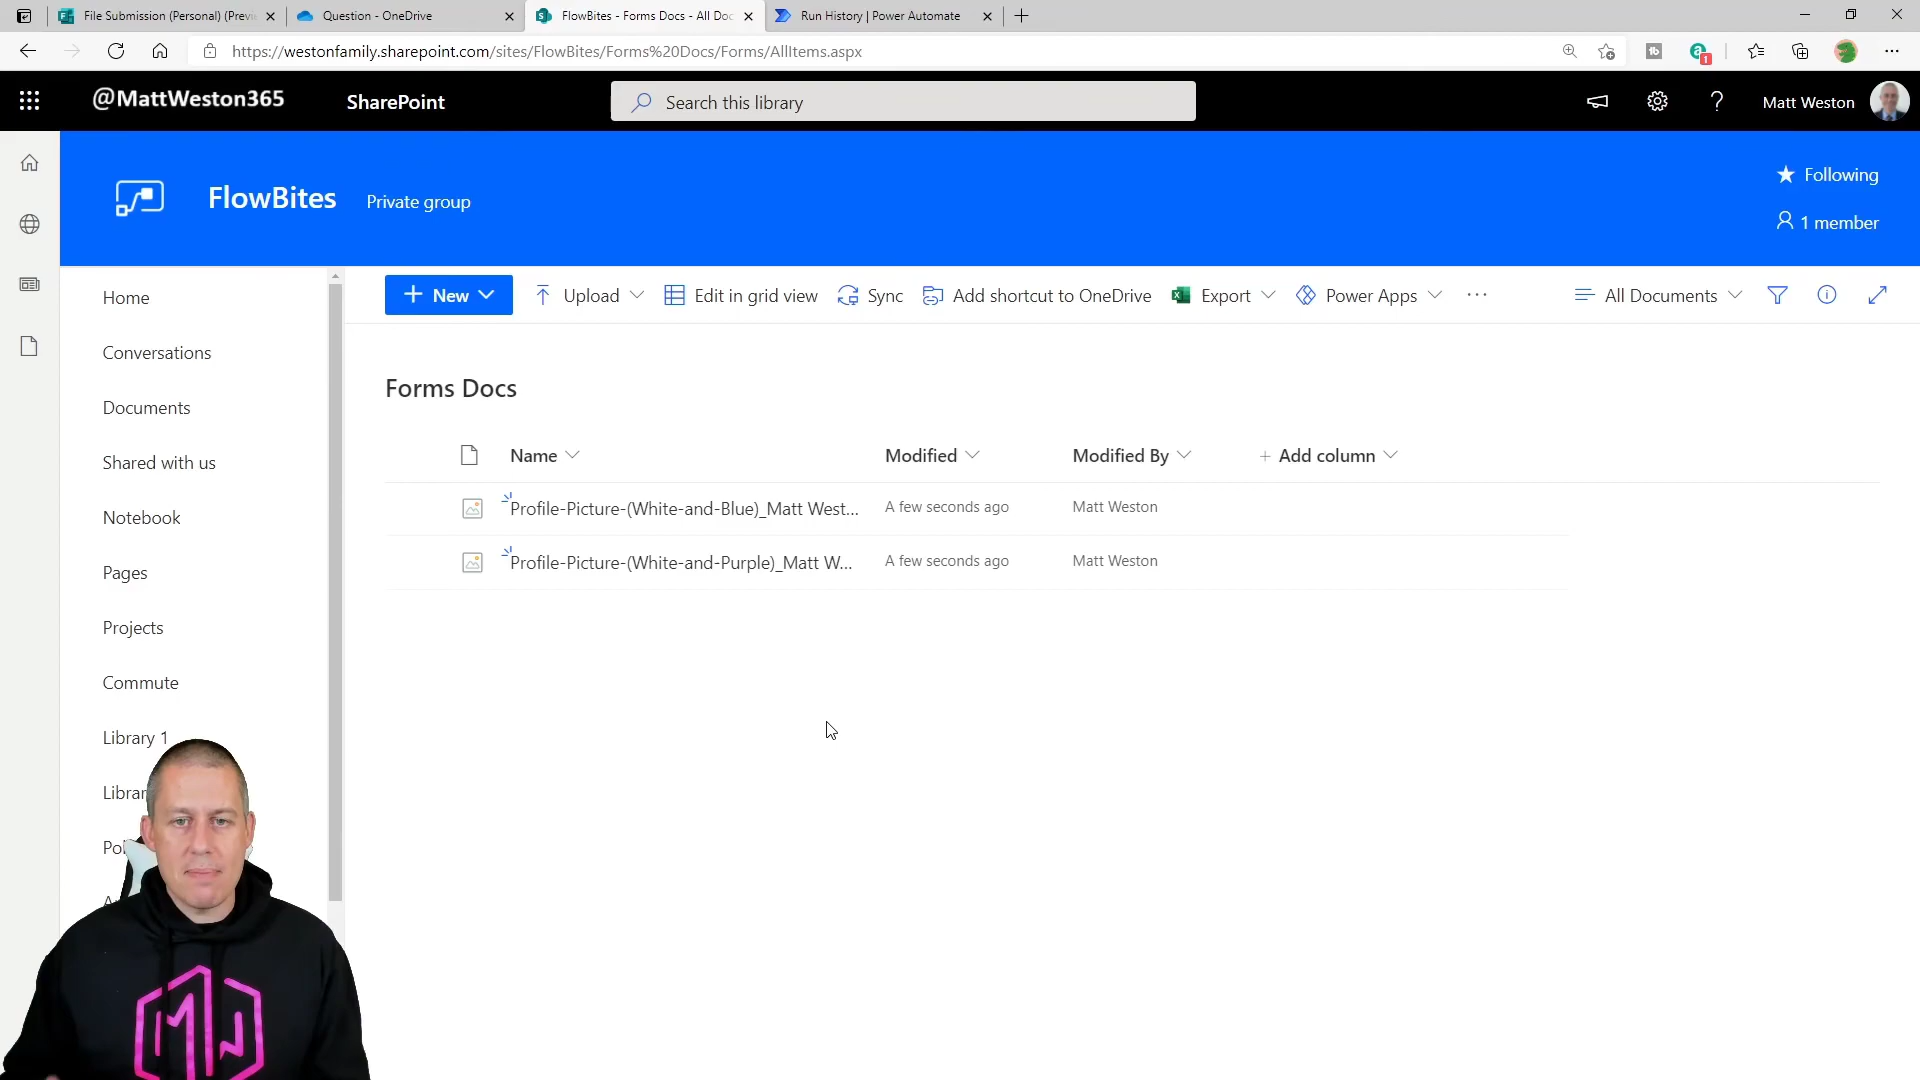 File Submission (Personal) (Previ
Question - OneDrive
FlowBites - Forms Docs - All Doc
Run History | Power Automate
https://westonfamily.sharepoint.com/sites/FlowBites/Forms%20Docs/Forms/AllItems.aspx
1
@MattWeston365
SharePoint
Search this library
?
Matt Weston
FlowBites
Private group
Following
1 member
Home
Conversations
Documents
Shared with us
Notebook
Pages
Projects
Commute
Library 1
Librar
Pol
New
Upload
Edit in grid view
Sync
Add shortcut to OneDrive
Export
Power Apps
All Documents
Forms Docs
Name
Modified
Modified By
+ Add column
Profile-Picture-(White-and-Blue)_Matt West...
A few seconds ago
Matt Weston
Profile-Picture-(White-and-Purple)_Matt W...
A few seconds ago
Matt Weston